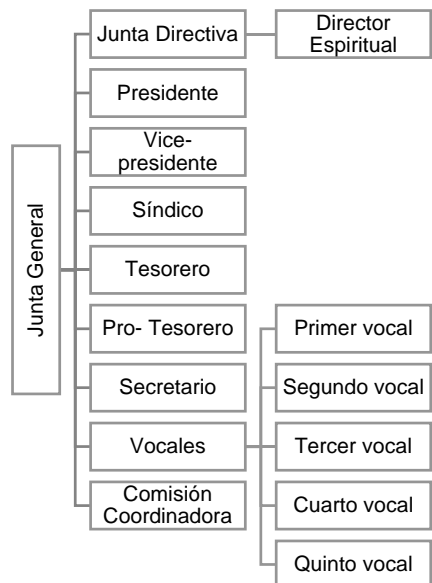 Junta General
Junta Directiva
Director
Espiritual
Presidente
Vice-
presidente
Síndico
Tesorero
Pro- Tesorero
Secretario
Vocales
Primer vocal
Segundo vocal
Tercer vocal
Cuarto vocal
Quinto vocal
Comisión
Coordinadora